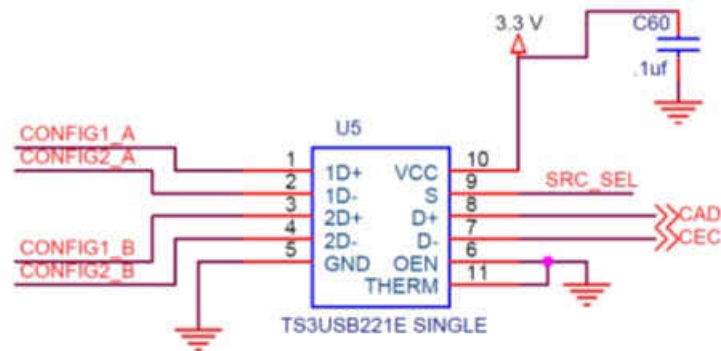 3.3 V
C60
.1uf
U5
CONFIG1_A
CONFIG2_A
CONFIG1_B
CONFIG2_B
1 1D+ VCC 10
2 1D- S 9 SRC_SEL
3 2D+ D+ 8 CAD
4 2D- D- 7 CEC
5 GND OEN 6
THERM 11
TS3USB221E SINGLE